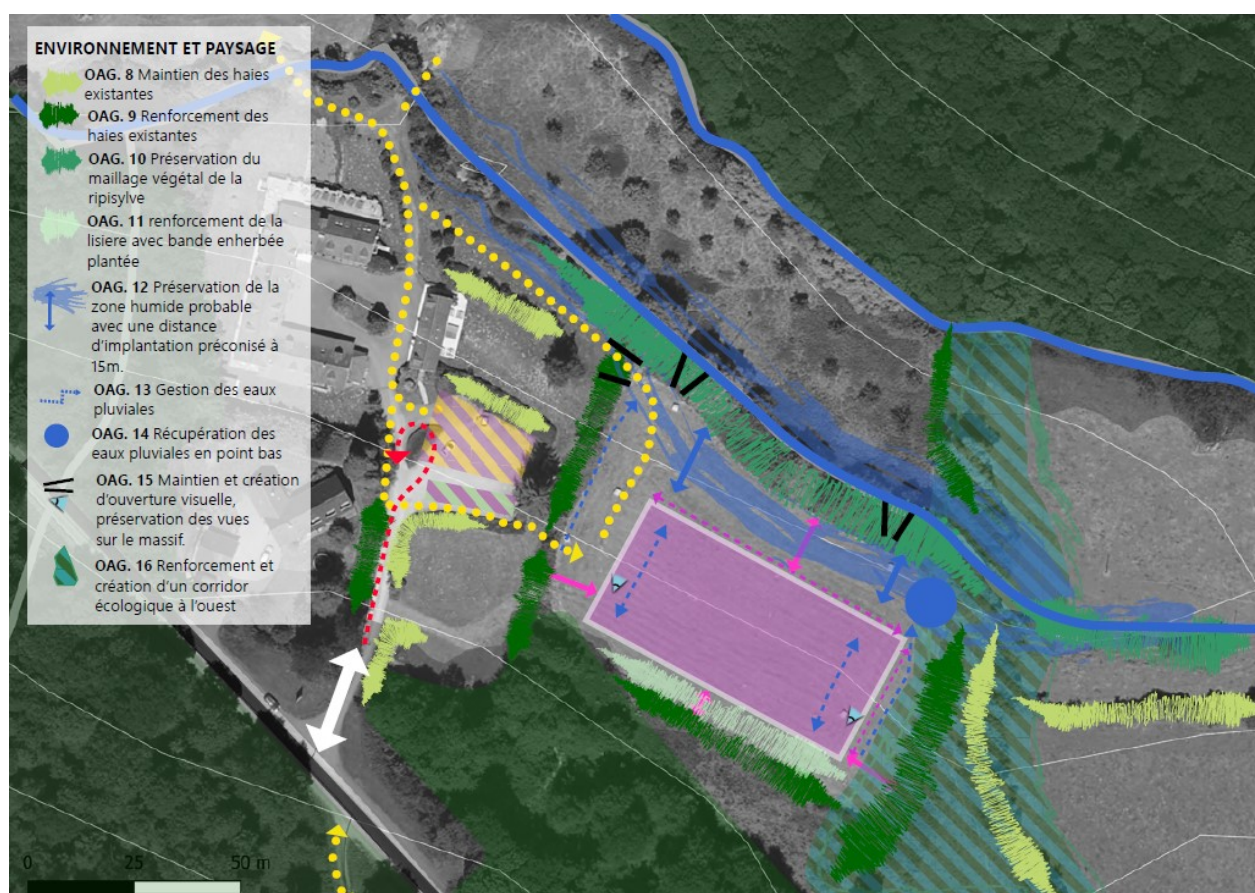 ENVIRONNEMENT ET PAYSAGE
OAG. 8 Maintien des haies
existantes
OAG. 9 Renforcement des
haies existantes
OAG. 10 Préservation du
maillage végétal de la
ripisylve
OAG. 11 renforcement de la
lisiere avec bande enherbée
plantée
OAG. 12 Préservation de la
zone humide probable
avec une distance
d'implantation préconisé à
15m.
OAG. 13 Gestion des eaux
pluviales
OAG. 14 Récupération des
eaux pluviales en point bas
OAG. 15 Maintien et création
d'ouverture visuelle,
préservation des vues
sur le massif.
OAG. 16 Renforcement et
création d'un corridor
écologique à l'ouest
0 25 50 m